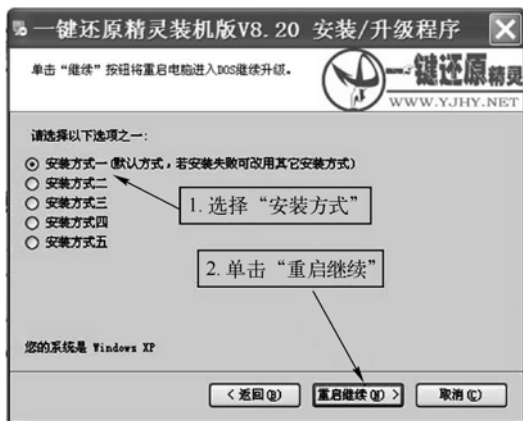 一键还原精灵装机版V8.20 安装/升级程序
单击“继续”按钮将重启电脑进入DOS继续升级。
一键还原精灵
WWW.YJHY.NET
请选择以下选项之一:
安装方式一(默认方式,若安装失败可改用其它安装方式)
安装方式二
安装方式三
安装方式四
安装方式五
1. 选择“安装方式”
2. 单击“重启继续”
您的系统是 Windows XP
< 返回(B)
重启继续(N) >
取消(C)